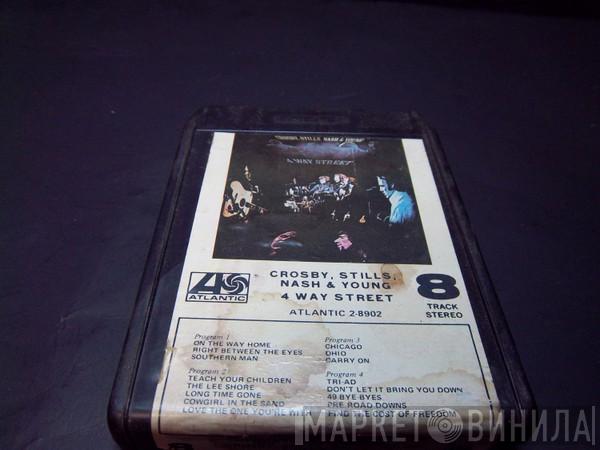 CROSBY, STILLS, NASH & YOUNG
4 WAY STREET
ATLANTIC
CROSBY, STILLS,
NASH & YOUNG
4 WAY STREET
ATLANTIC 2-8902
8
TRACK
STEREO
Program 1
ON THE WAY HOME
RIGHT BETWEEN THE EYES
SOUTHERN MAN
Program 2
TEACH YOUR CHILDREN
THE LEE SHORE
LONG TIME GONE
COWGIRL IN THE SAND
LOVE THE ONE YOU'RE WITH
Program 3
CHICAGO
OHIO
CARRY ON
Program 4
TRI-AD
DON'T LET IT BRING YOU DOWN
49 BYE-BYES
PRE ROAD DOWNS
FIND THE COST OF FREEDOM
МАРКЕТ ВИНИЛА